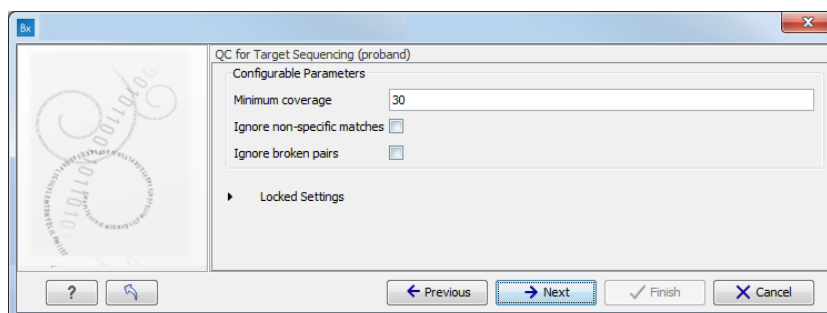 Bx
QC for Target Sequencing (proband)
Configurable Parameters
Minimum coverage 30
Ignore non-specific matches
Ignore broken pairs
Locked Settings
? Previous Next Finish Cancel